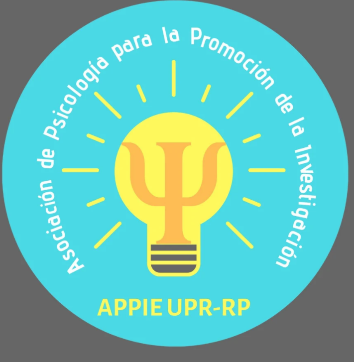 Asociación de Psicología para la Promoción de la Investigación
Ψ
APPIE UPR-RP